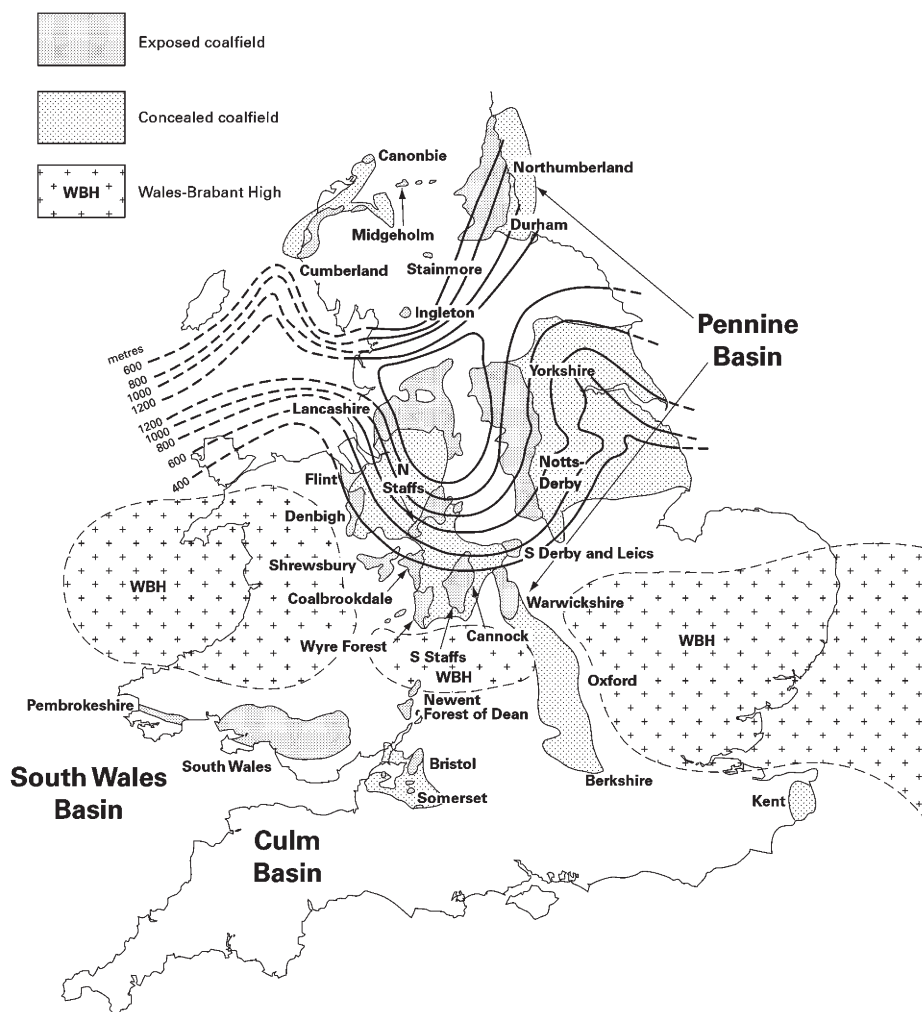 Exposed coalfield
Concealed coalfield
WBH
Wales-Brabant High
Canonbie
Northumberland
Midgeholm
Durham
Cumberland
Stainmore
Ingleton
Pennine
Basin
metres
600
800
1000
1200
1200
1000
800
600
400
Yorkshire
Lancashire
N
Staffs
Notts-
Derby
Flint
Denbigh
S Derby and Leics
Shrewsbury
WBH
Coalbrookdale
Warwickshire
Wyre Forest
Cannock
S Staffs
WBH
WBH
Oxford
Newent
Forest of Dean
Pembrokeshire
South Wales
Bristol
Berkshire
South Wales
Basin
Somerset
Kent
Culm
Basin